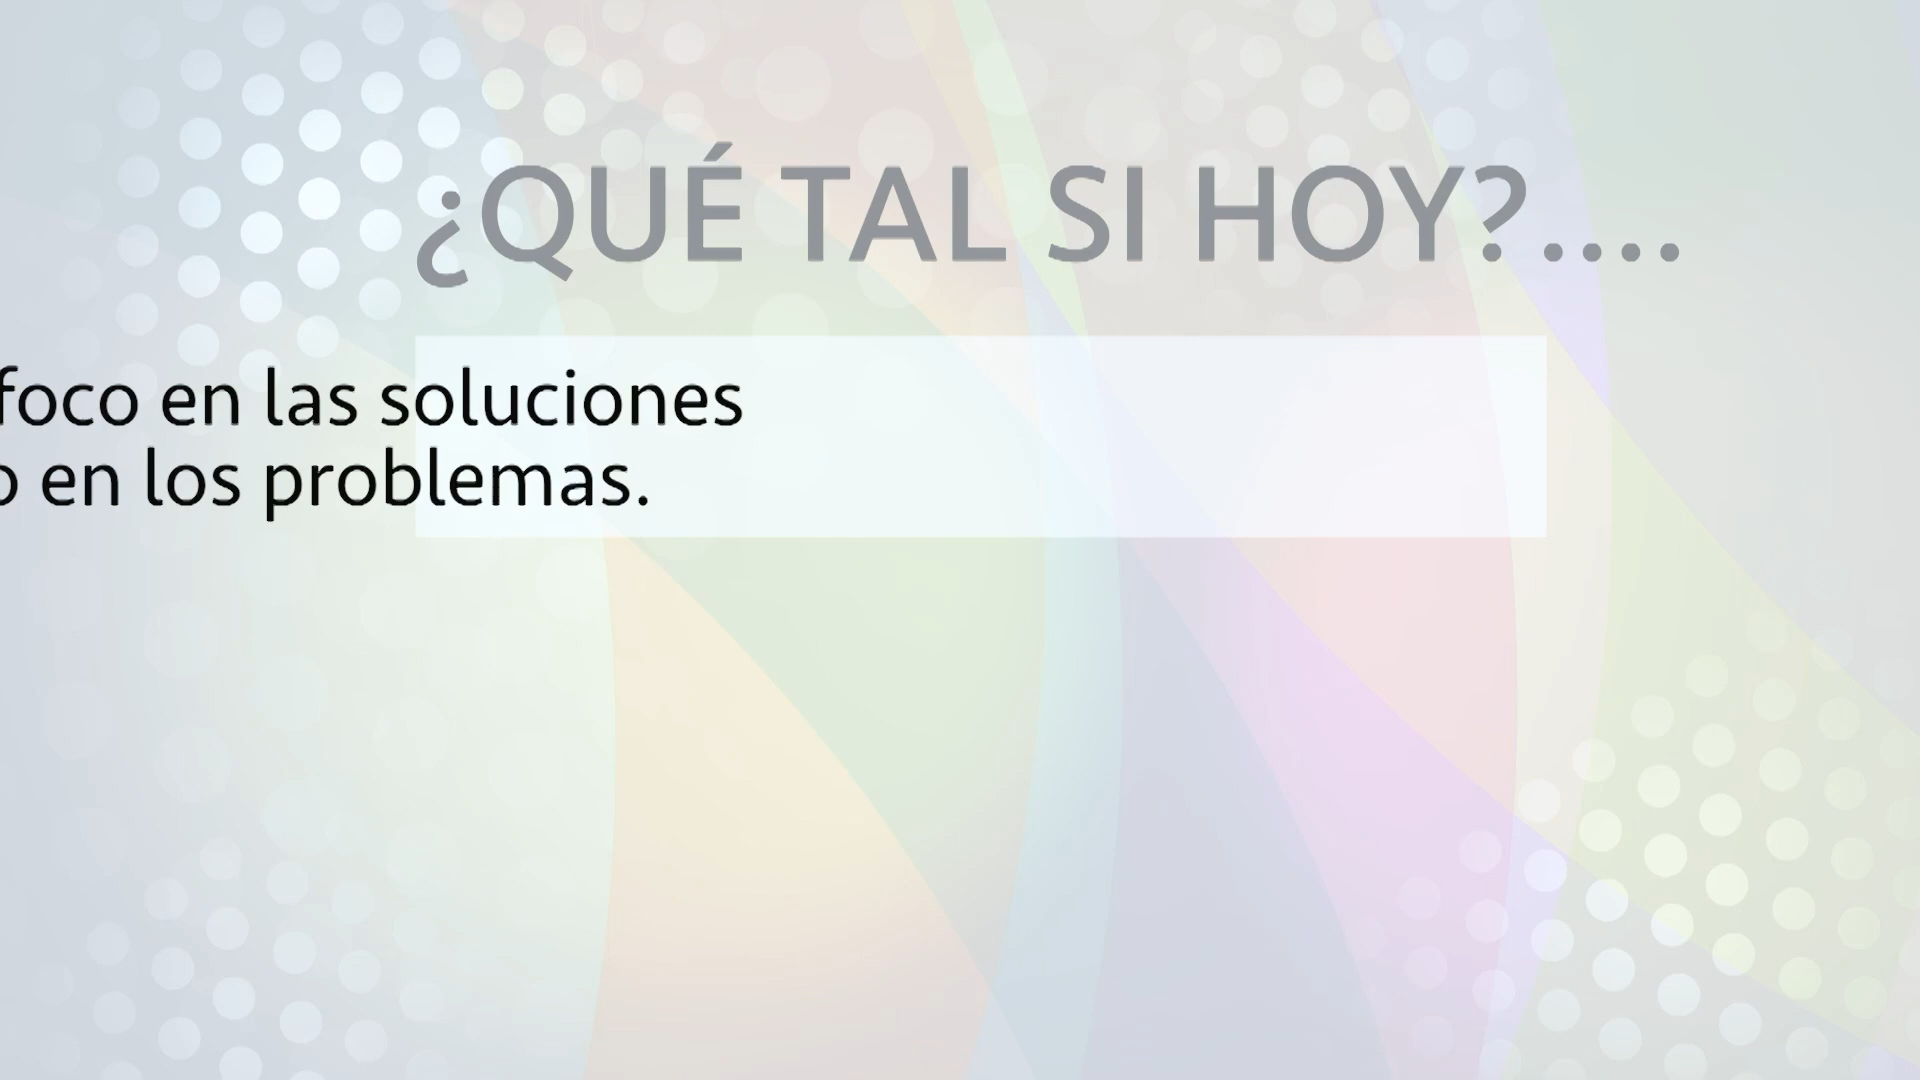 ¿QUÉ TAL SI HOY?....
foco en las soluciones
en los problemas.